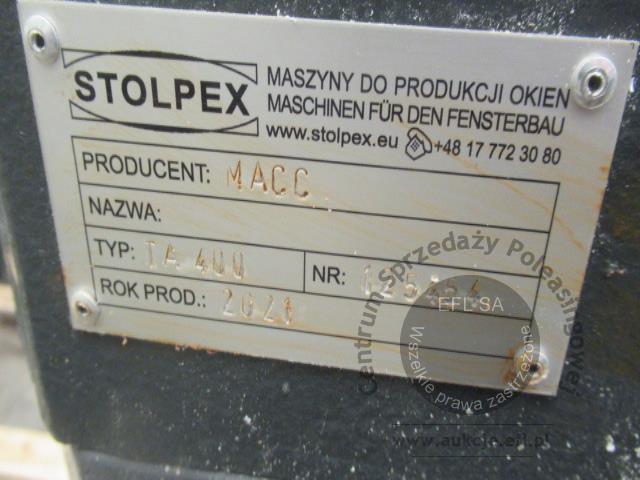 STOLPEX
MASZYNY DO PRODUKCJI OKIEN
MASCHINEN FÜR DEN FENSTERBAU
www.stolpex.eu +48 17 772 30 80
PRODUCENT: MACC
NAZWA:
TYP: TA 400 NR:
ROK PROD.: 2021
Centrum Sprzedaży Poleasingowej
EFL SA
Wszelkie prawa zastrzeżone
www.aukcje.efl.pl